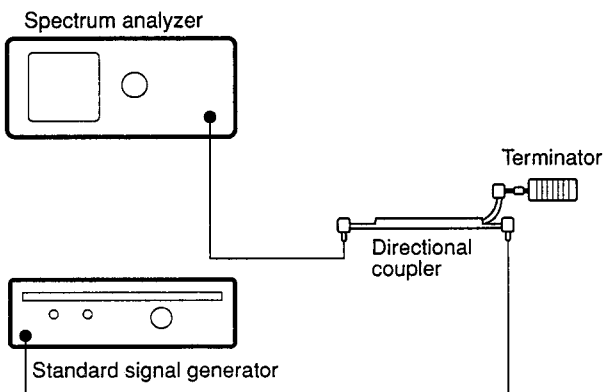 Spectrum analyzer
Terminator
Directional
coupler
Standard signal generator